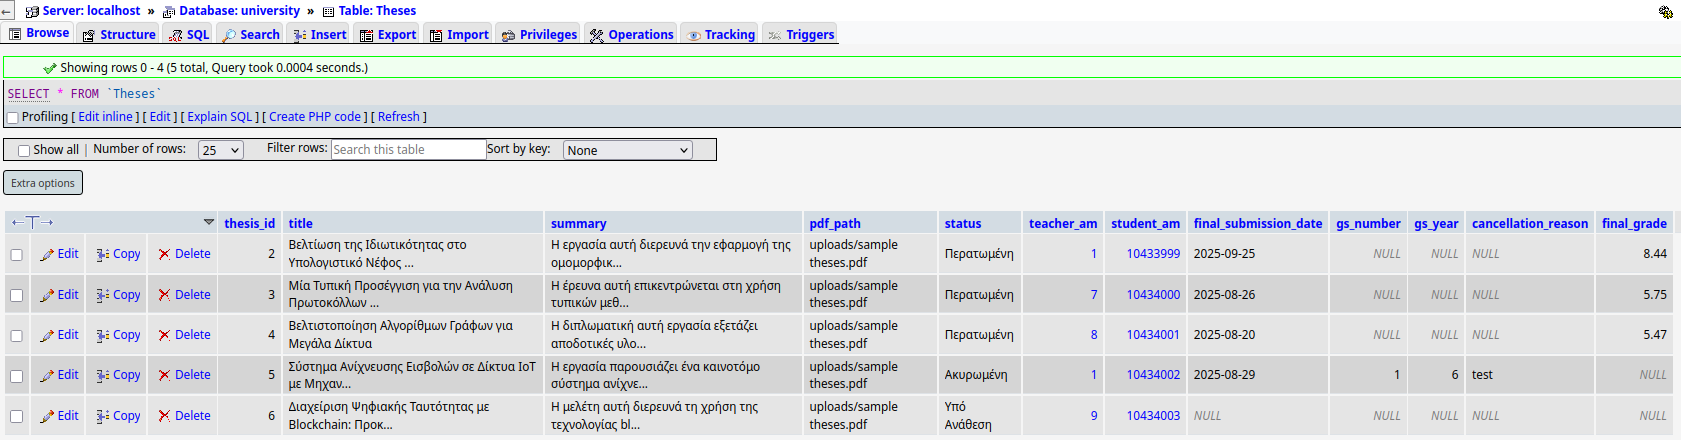 Server: localhost » Database: university » Table: Theses
Browse Structure SQL Search Insert Export Import Privileges Operations Tracking Triggers
Showing rows 0 - 4 (5 total, Query took 0.0004 seconds.)
SELECT * FROM `Theses`
Profiling [ Edit inline ] [ Edit ] [ Explain SQL ] [ Create PHP code ] [ Refresh ]
Show all | Number of rows: 25 Filter rows: Search this table Sort by key: None
Extra options
thesis_id title summary pdf_path status teacher_am student_am final_submission_date gs_number gs_year cancellation_reason final_grade
Edit Copy Delete 2 Βελτίωση της Ιδιωτικότητας στο Υπολογιστικό Νέφος ... Η εργασία αυτή διερευνά την εφαρμογή της ομομορφικ... uploads/sample theses.pdf Περατωμένη 1 10433999 2025-09-25 NULL NULL NULL 8.44
Edit Copy Delete 3 Μία Τυπική Προσέγγιση για την Ανάλυση Πρωτοκόλλων ... Η έρευνα αυτή επικεντρώνεται στη χρήση τυπικών μεθ... uploads/sample theses.pdf Περατωμένη 7 10434000 2025-08-26 NULL NULL NULL 5.75
Edit Copy Delete 4 Βελτιστοποίηση Αλγορίθμων Γράφων για Μεγάλα Δίκτυα Η διπλωματική αυτή εργασία εξετάζει αποδοτικές υλο... uploads/sample theses.pdf Περατωμένη 8 10434001 2025-08-20 NULL NULL NULL 5.47
Edit Copy Delete 5 Σύστημα Ανίχνευσης Εισβολών σε Δίκτυα IoT με Μηχαν... Η εργασία παρουσιάζει ένα καινοτόμο σύστημα ανίχνε... uploads/sample theses.pdf Ακυρωμένη 1 10434002 2025-08-29 1 6 test NULL
Edit Copy Delete 6 Διαχείριση Ψηφιακής Ταυτότητας με Blockchain: Προκ... Η μελέτη αυτή διερευνά τη χρήση της τεχνολογίας bl... uploads/sample theses.pdf Υπό Ανάθεση 9 10434003 NULL NULL NULL NULL NULL